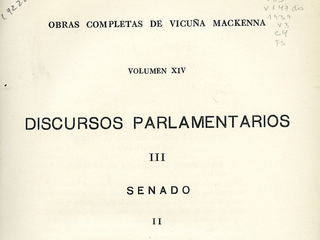 OBRAS COMPLETAS DE VICUÑA MACKENNA
VOLUMEN XIV
DISCURSOS PARLAMENTARIOS
III
SENADO
II